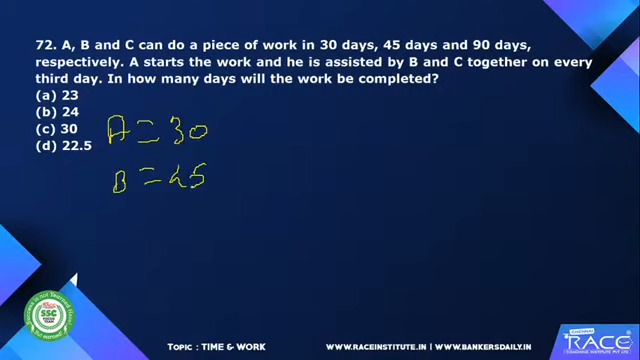 72. A, B and C can do a piece of work in 30 days, 45 days and 90 days,
respectively. A starts the work and he is assisted by B and C together on every
third day. In how many days will the work be completed?
(a) 23
(b) 24
(c) 30
(d) 22.5
A = 30
B = 45
SSC
TOPIC : TIME & WORK
WWW.RACEINSTITUTE.IN | WWW.BANKERSDAILY.IN
RACE